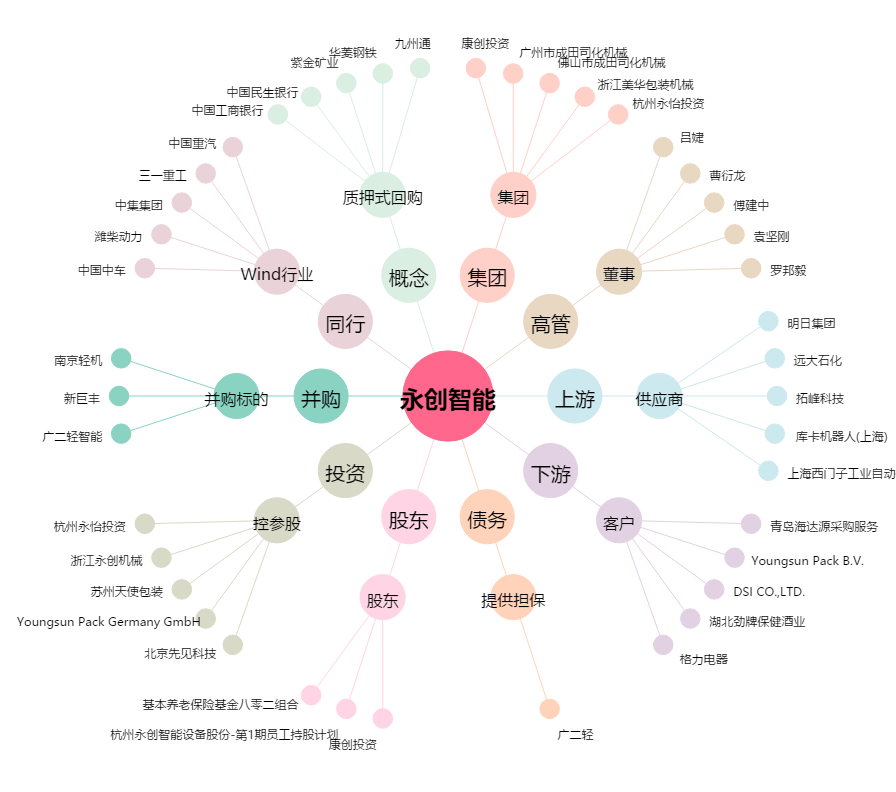 九州通
康创投资
华菱钢铁
广州市成田司化机械
紫金矿业
佛山市成田司化机械
中国民生银行
浙江美华包装机械
中国工商银行
杭州永怡投资
中国重汽
吕婕
三一重工
曹衍龙
中集集团
质押式回购
集团
傅建中
潍柴动力
袁坚刚
中国中车
Wind行业
概念
集团
董事
罗邦毅
同行
高管
明日集团
南京轻机
远大石化
新巨丰
并购标的
并购
永创智能
上游
供应商
拓峰科技
广二轻智能
库卡机器人(上海)
投资
下游
上海西门子工业自动
杭州永怡投资
控参股
股东
债务
客户
青岛海达源采购服务
浙江永创机械
Youngsun Pack B.V.
苏州天使包装
股东
提供担保
DSI CO.,LTD.
Youngsun Pack Germany GmbH
湖北劲牌保健酒业
北京先见科技
格力电器
基本养老保险基金八零二组合
杭州永创智能设备股份-第1期员工持股计划
广二轻
康创投资